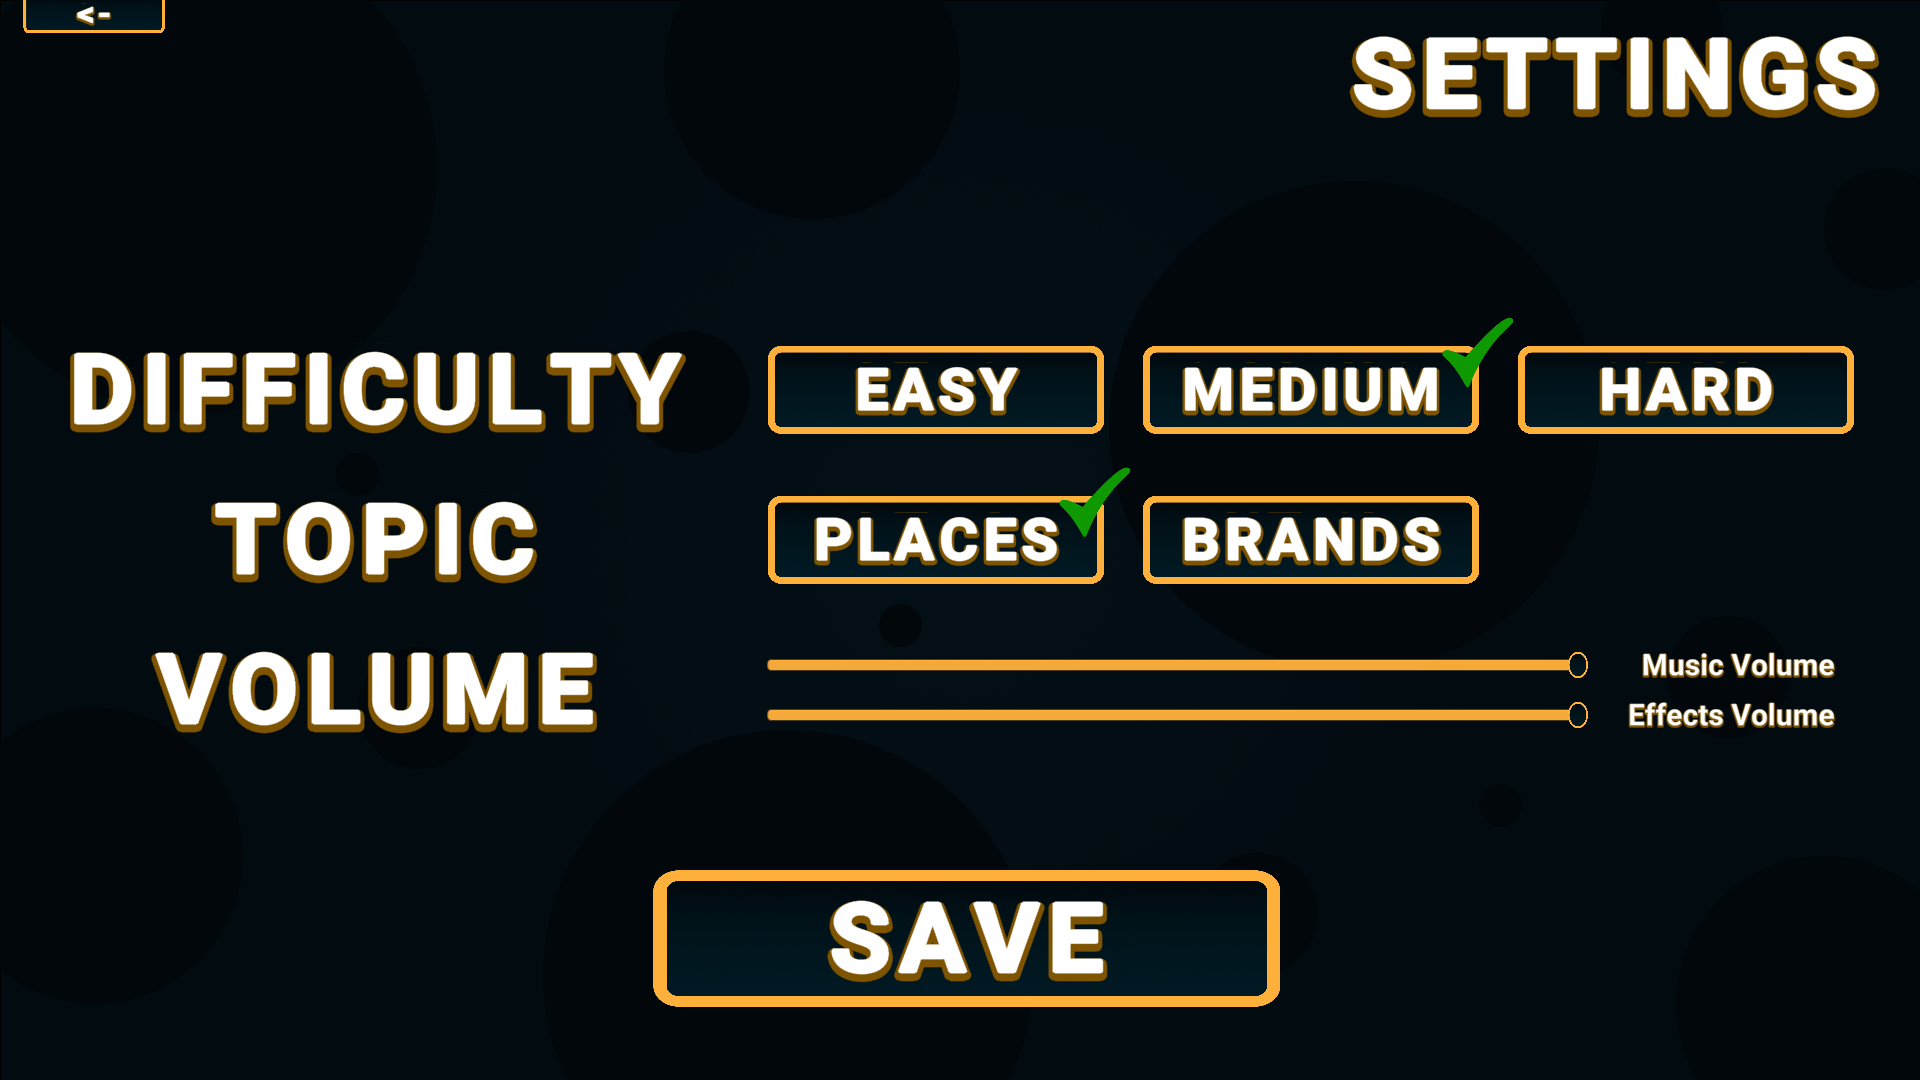 <-
SETTINGS
DIFFICULTY
EASY
MEDIUM
HARD
TOPIC
PLACES
BRANDS
VOLUME
Music Volume
Effects Volume
SAVE